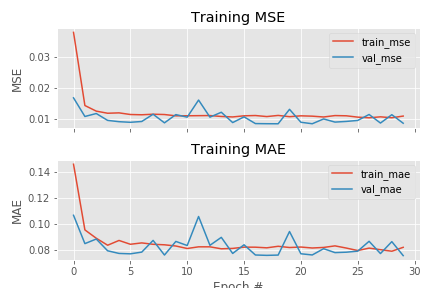 Training MSE
MSE
0.03
0.02
0.01
train_mse
val_mse
Training MAE
MAE
0.14
0.12
0.10
0.08
train_mae
val_mae
0 5 10 15 20 25 30
Epoch #